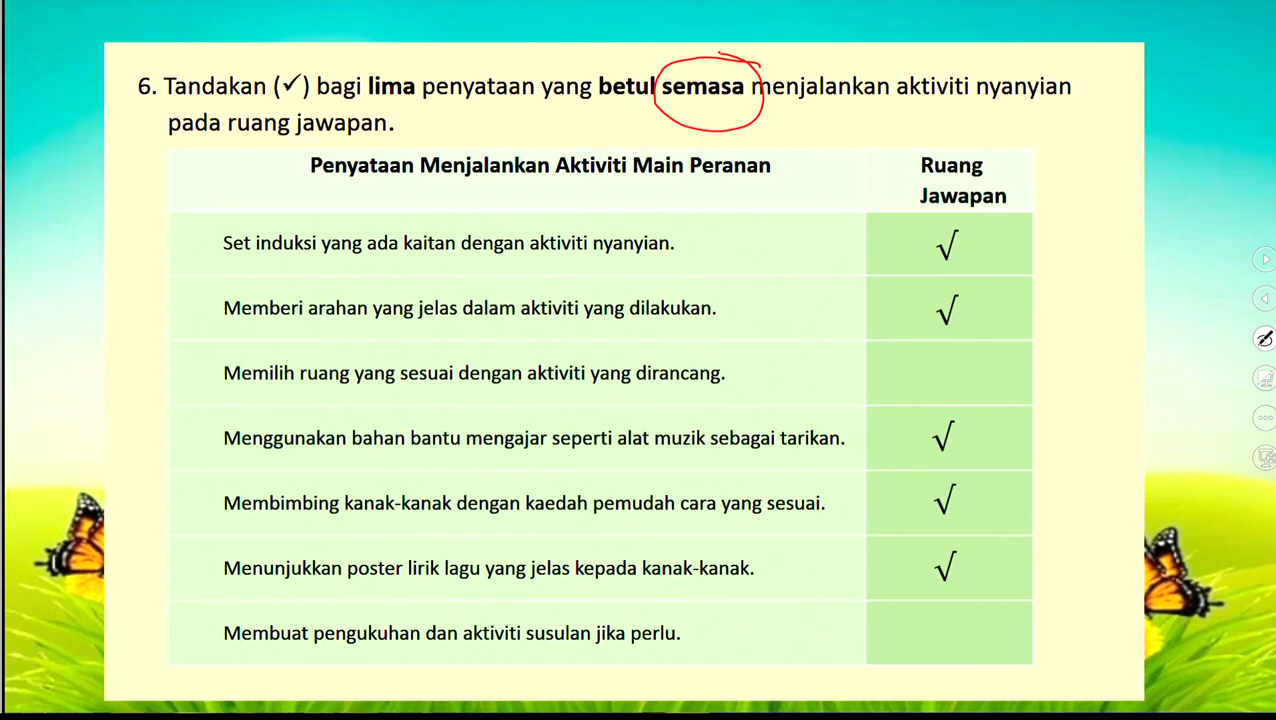 6. Tandakan (✓) bagi lima penyataan yang betul semasa menjalankan aktiviti nyanyian
pada ruang jawapan.
Penyataan Menjalankan Aktiviti Main Peranan
Ruang
Jawapan
Set induksi yang ada kaitan dengan aktiviti nyanyian.
√
Memberi arahan yang jelas dalam aktiviti yang dilakukan.
√
Memilih ruang yang sesuai dengan aktiviti yang dirancang.
Menggunakan bahan bantu mengajar seperti alat muzik sebagai tarikan.
√
Membimbing kanak-kanak dengan kaedah pemudah cara yang sesuai.
√
Menunjukkan poster lirik lagu yang jelas kepada kanak-kanak.
√
Membuat pengukuhan dan aktiviti susulan jika perlu.